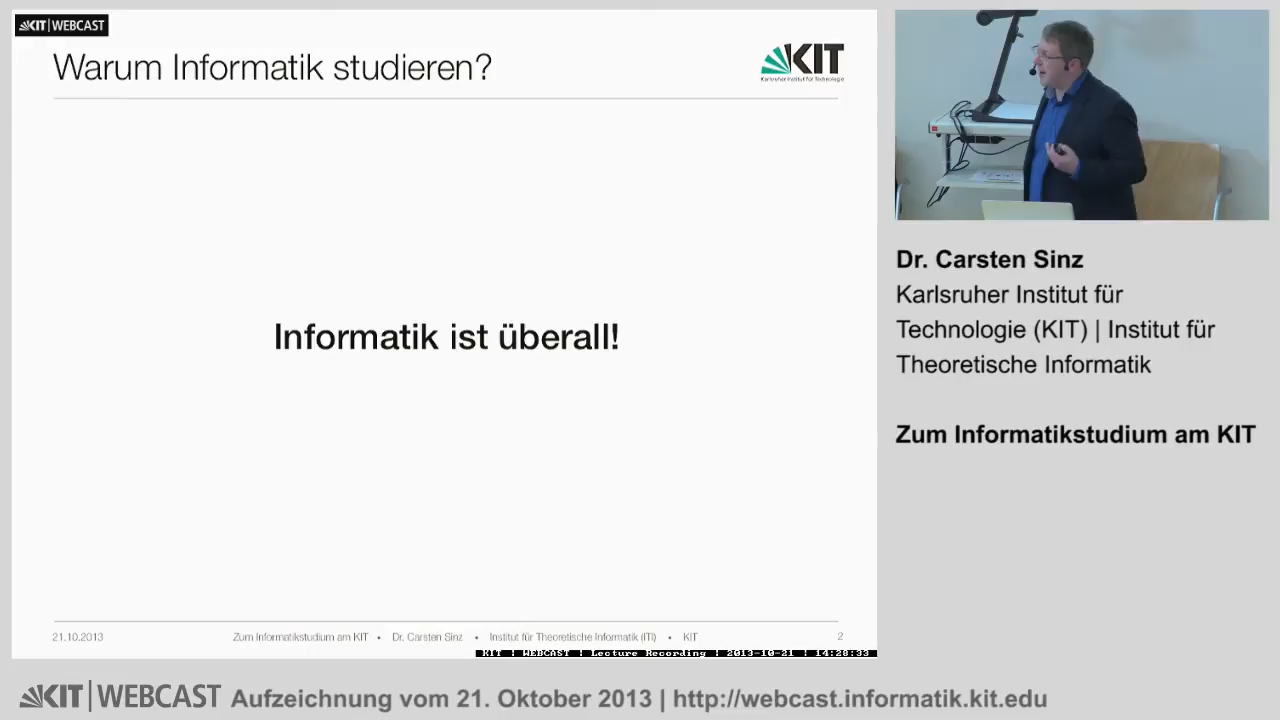 KIT | WEBCAST
Warum Informatik studieren?
KIT
Karlsruher Institut für Technologie
Informatik ist überall!
21.10.2013
Zum Informatikstudium am KIT • Dr. Carsten Sinz • Institut für Theoretische Informatik (ITI) • KIT
2
KIT | WEBCAST | Lecture Recording | 2013-10-21 | 14:28:33
Dr. Carsten Sinz
Karlsruher Institut für
Technologie (KIT) | Institut für
Theoretische Informatik
Zum Informatikstudium am KIT
KIT | WEBCAST Aufzeichnung vom 21. Oktober 2013 | http://webcast.informatik.kit.edu